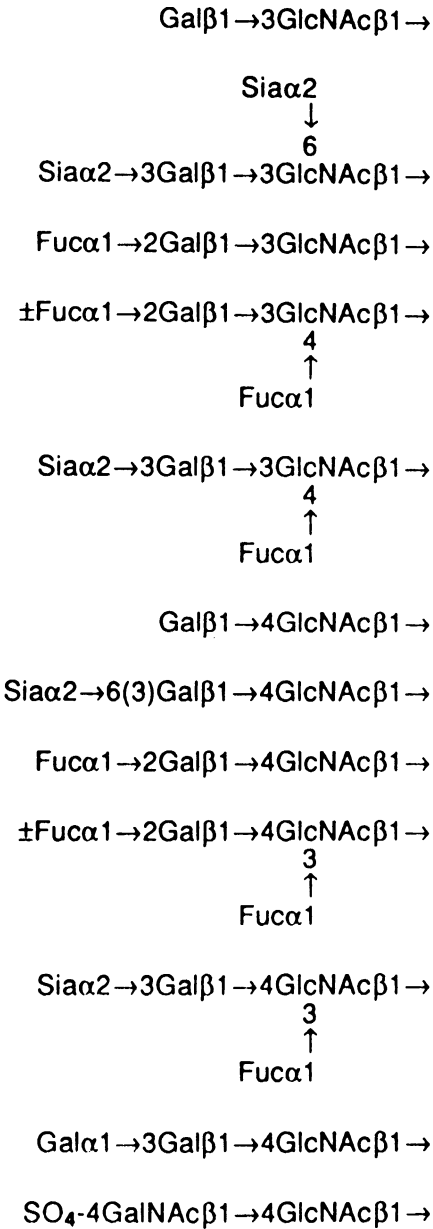 Galβ1→3GlcNAcβ1→
Siaα2
↓
6
Siaα2→3Galβ1→3GlcNAcβ1→
Fucα1→2Galβ1→3GlcNAcβ1→
±Fucα1→2Galβ1→3GlcNAcβ1→
4
↑
Fucα1
Siaα2→3Galβ1→3GlcNAcβ1→
4
↑
Fucα1
Galβ1→4GlcNAcβ1→
Siaα2→6(3)Galβ1→4GlcNAcβ1→
Fucα1→2Galβ1→4GlcNAcβ1→
±Fucα1→2Galβ1→4GlcNAcβ1→
3
↑
Fucα1
Siaα2→3Galβ1→4GlcNAcβ1→
3
↑
Fucα1
Galα1→3Galβ1→4GlcNAcβ1→
SO₄-4GalNAcβ1→4GlcNAcβ1→